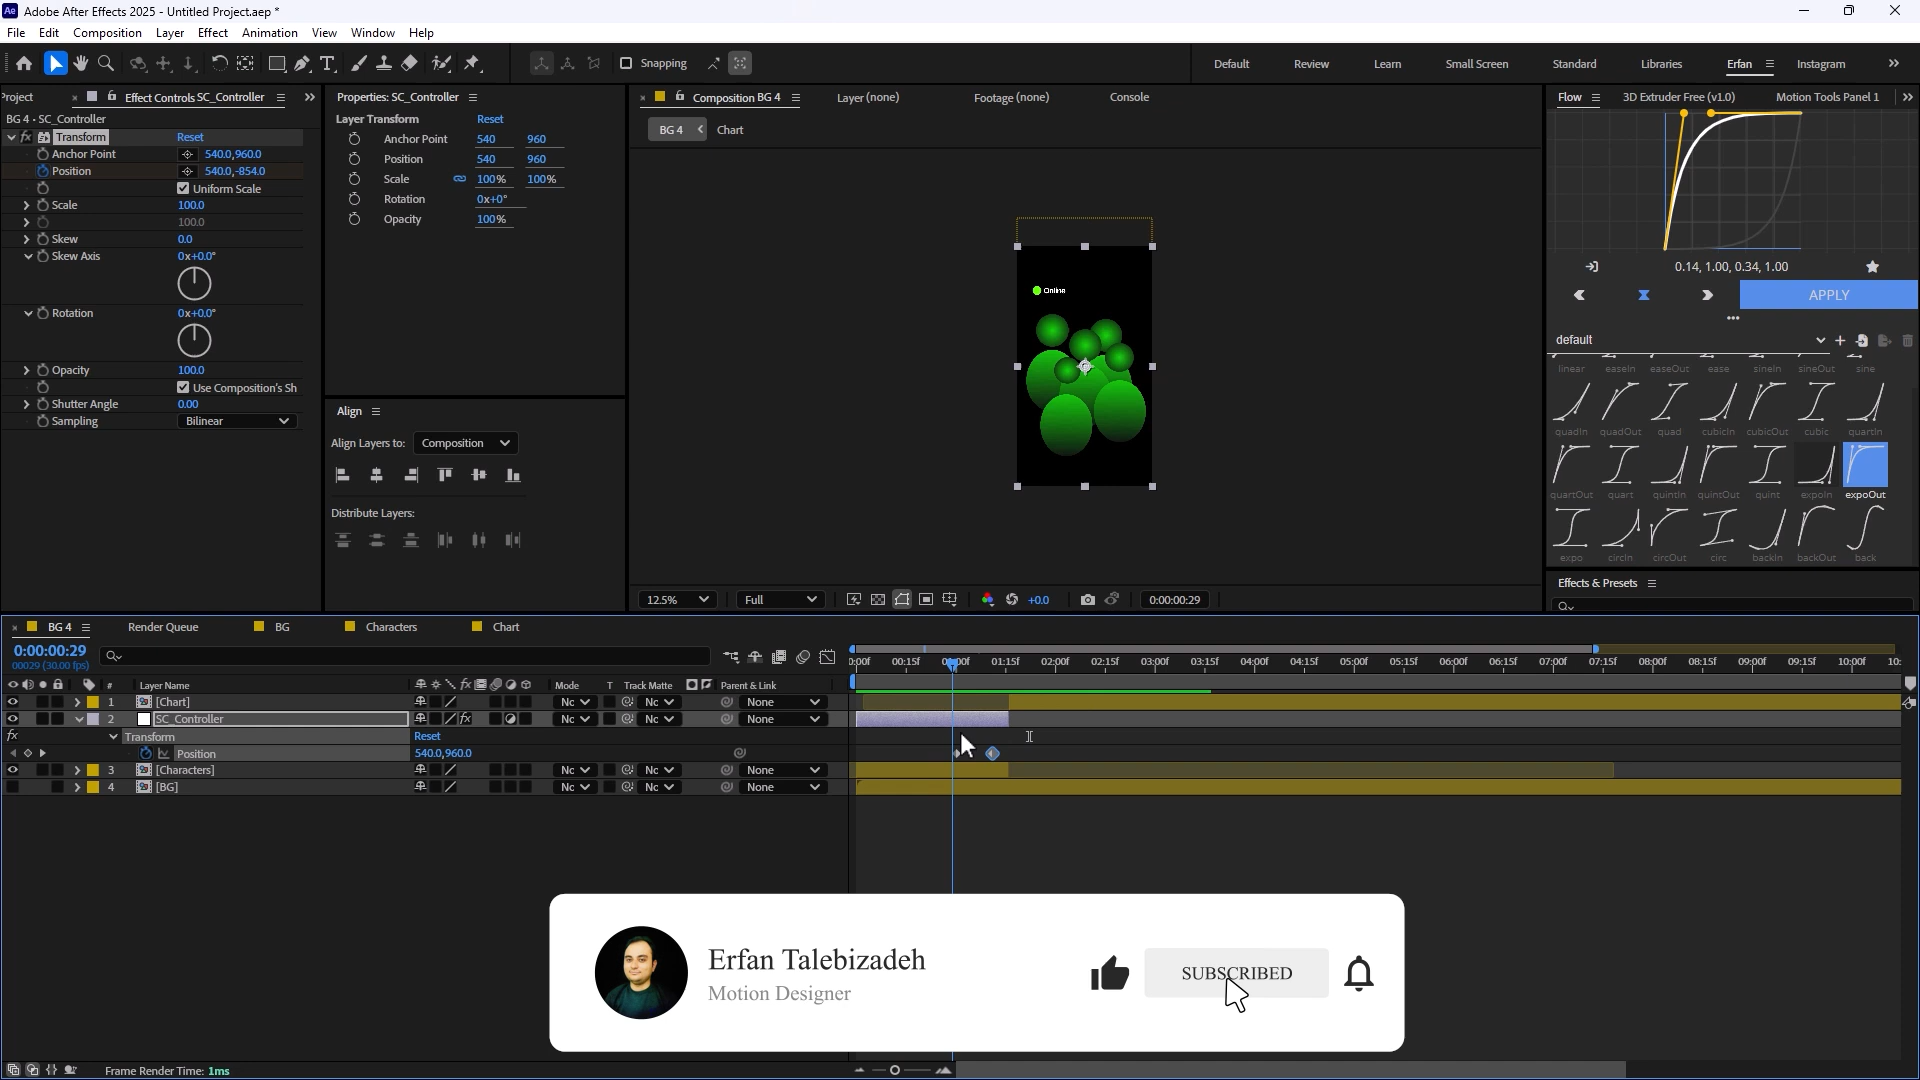 Ae Adobe After Effects 2025 - Untitled Project.aep *
File Edit Composition Layer Effect Animation View Window Help
Snapping
Default Review Learn Small Screen Standard Libraries Erfan Instagram
Project Effect Controls SC_Controller
BG 4 • SC_Controller
fx Transform Reset
Anchor Point 540.0,960.0
Position 540.0,-854.0
Uniform Scale
Scale 100.0
100.0
Skew 0.0
Skew Axis 0x+0.0°
Rotation 0x+0.0°
Opacity 100.0
Use Composition's Sh
Shutter Angle 0.00
Sampling Bilinear
Properties: SC_Controller
Layer Transform Reset
Anchor Point 540 960
Position 540 960
Scale 100% 100%
Rotation 0x+0°
Opacity 100%
Align
Align Layers to: Composition
Distribute Layers:
Composition BG 4 Layer (none) Footage (none) Console
BG 4 Chart
Online
12.5% Full +0.0 0:00:00:29
Flow 3D Extruder Free (v1.0) Motion Tools Panel 1
0.14, 1.00, 0.34, 1.00
APPLY
default
linear easeIn easeOut ease sineIn sineOut sine
quadIn quadOut quad cubicIn cubicOut cubic quartIn
quartOut quart quintIn quintOut quint expoIn expoOut
expo circIn circOut circ backIn backOut back
Effects & Presets
BG 4 Render Queue BG Characters Chart
0:00:00:29
00029 (30.00 fps)
00:15f 01:15f 02:00f 02:15f 03:00f 03:15f 04:00f 04:15f 05:00f 05:15f 06:00f 06:15f 07:00f 07:15f 08:00f 08:15f 09:00f 09:15f 10:00f
# Layer Name Mode T Track Matte Parent & Link
1 [Chart] None
2 SC_Controller None
fx Transform Reset
Position 540.0,960.0
3 [Characters] None
4 [BG] None
Erfan Talebizadeh
Motion Designer
SUBSCRIBED
Frame Render Time: 1ms